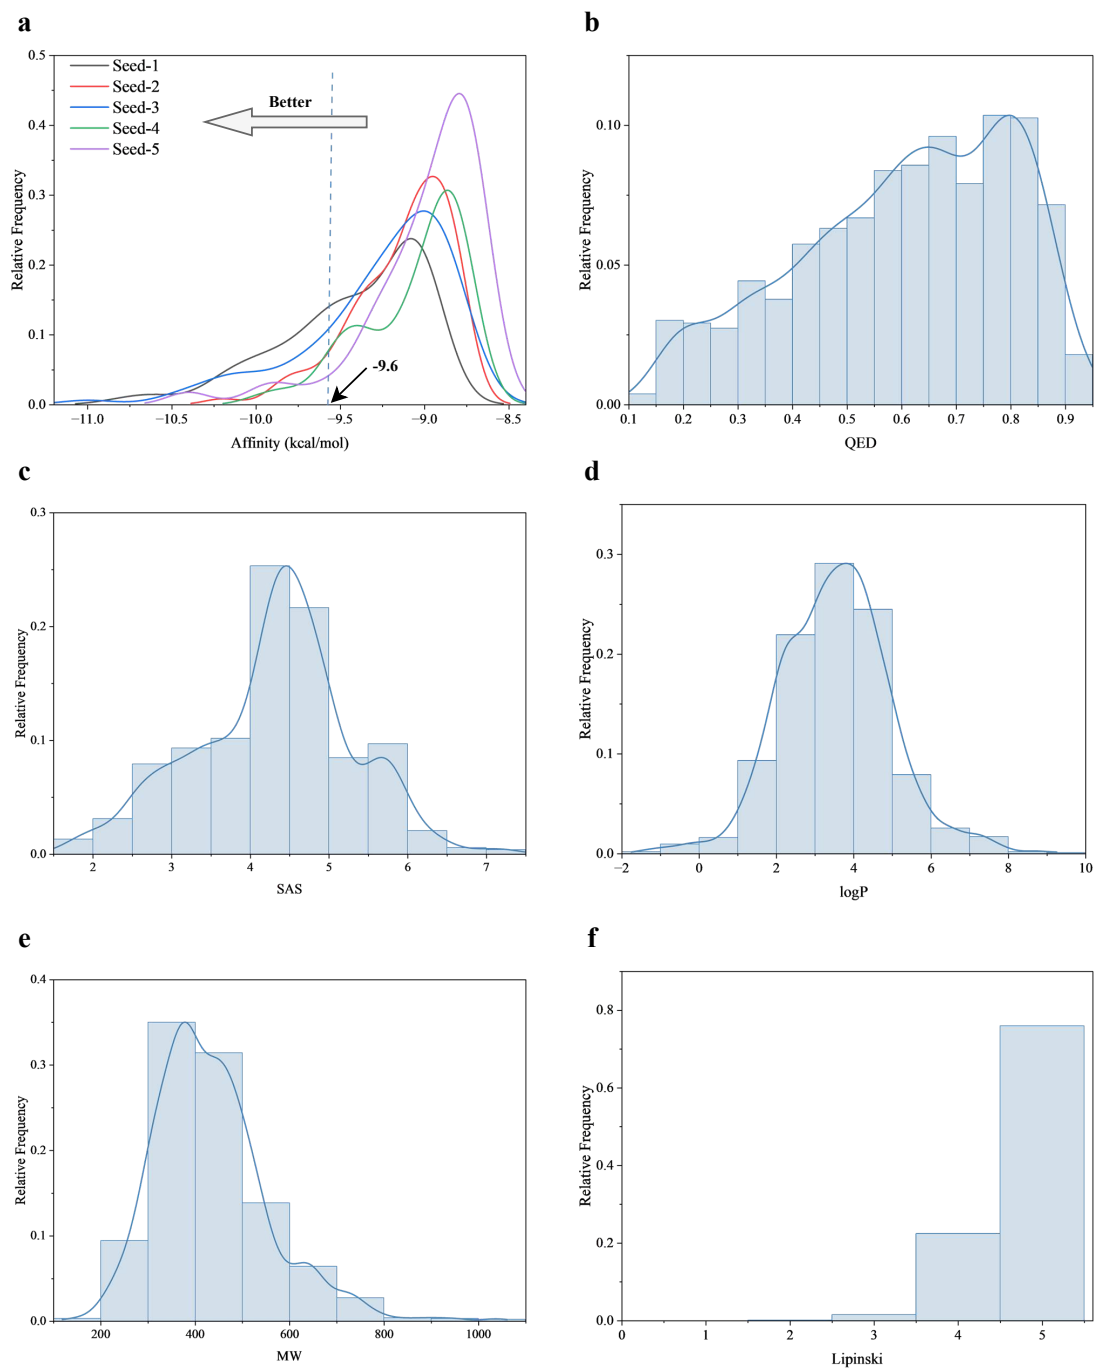 a
0.5
0.4
0.3
0.2
0.1
0.0
Relative Frequency
Seed-1
Seed-2
Seed-3
Seed-4
Seed-5
Better
-9.6
−11.0 −10.5 −10.0 −9.5 −9.0 −8.5
Affinity (kcal/mol)
b
0.10
0.05
0.00
Relative Frequency
0.1 0.2 0.3 0.4 0.5 0.6 0.7 0.8 0.9
QED
c
0.3
0.2
0.1
0.0
Relative Frequency
2 3 4 5 6 7
SAS
d
0.3
0.2
0.1
0.0
Relative Frequency
−2 0 2 4 6 8 10
logP
e
0.4
0.3
0.2
0.1
0.0
Relative Frequency
200 400 600 800 1000
MW
f
0.8
0.6
0.4
0.2
0.0
Relative Frequency
0 1 2 3 4 5
Lipinski